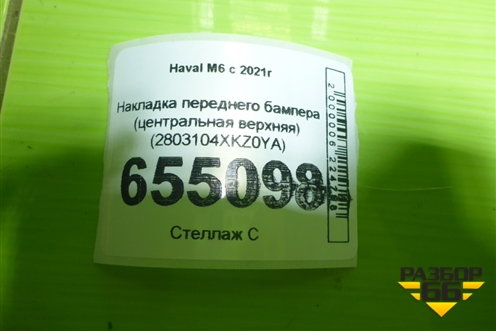 Haval M6 с 2021г
Накладка переднего бампера
(центральная верхняя)
(2803104XKZ0YA)
655098
Стеллаж С
РАЗБОР
66